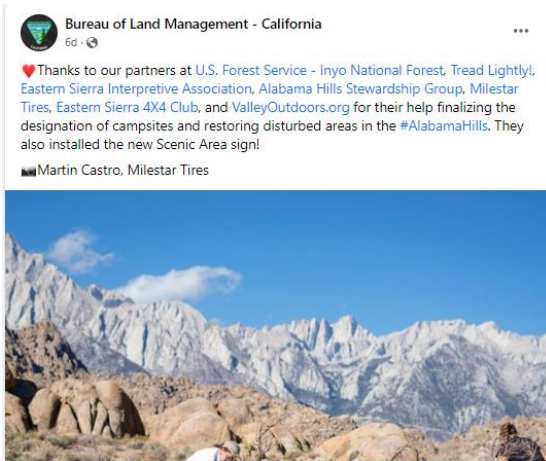 Bureau of Land Management - California
6d ·
❤️Thanks to our partners at U.S. Forest Service - Inyo National Forest, Tread Lightly!,
Eastern Sierra Interpretive Association, Alabama Hills Stewardship Group, Milestar
Tires, Eastern Sierra 4X4 Club, and ValleyOutdoors.org for their help finalizing the
designation of campsites and restoring disturbed areas in the #AlabamaHills. They
also installed the new Scenic Area sign!
📷Martin Castro, Milestar Tires